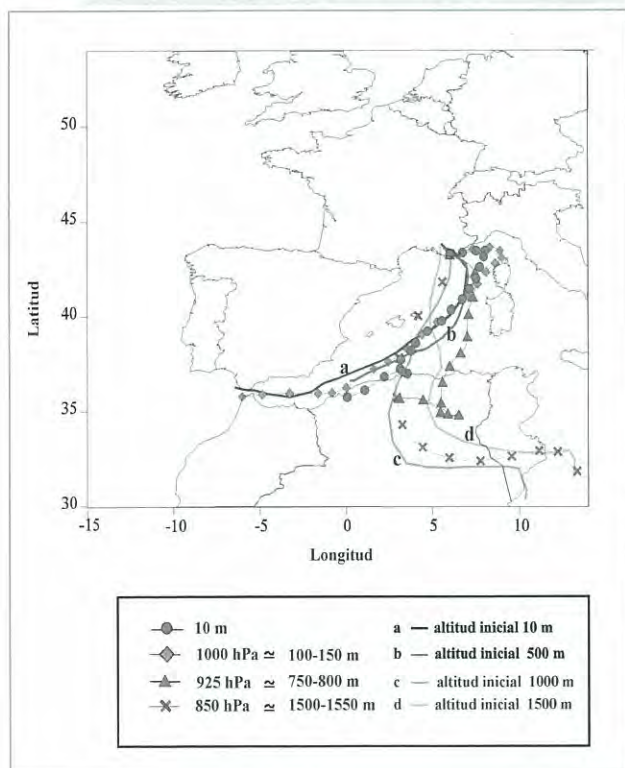 50
45
40
35
30
Latitud
a
b
c
d
-15 -10 -5 0 5 10
Longitud
10 m
1000 hPa ≃ 100-150 m
925 hPa ≃ 750-800 m
850 hPa ≃ 1500-1550 m
a — altitud inicial 10 m
b — altitud inicial 500 m
c — altitud inicial 1000 m
d — altitud inicial 1500 m